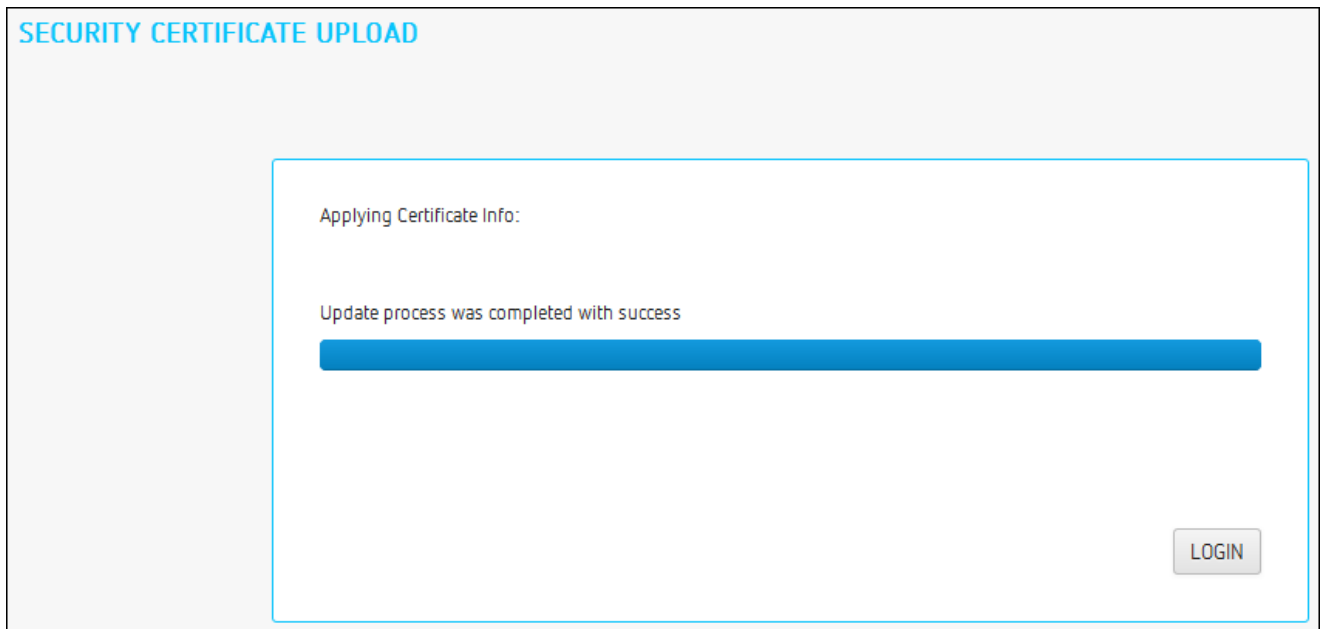 SECURITY CERTIFICATE UPLOAD
Applying Certificate Info:
Update process was completed with success
LOGIN